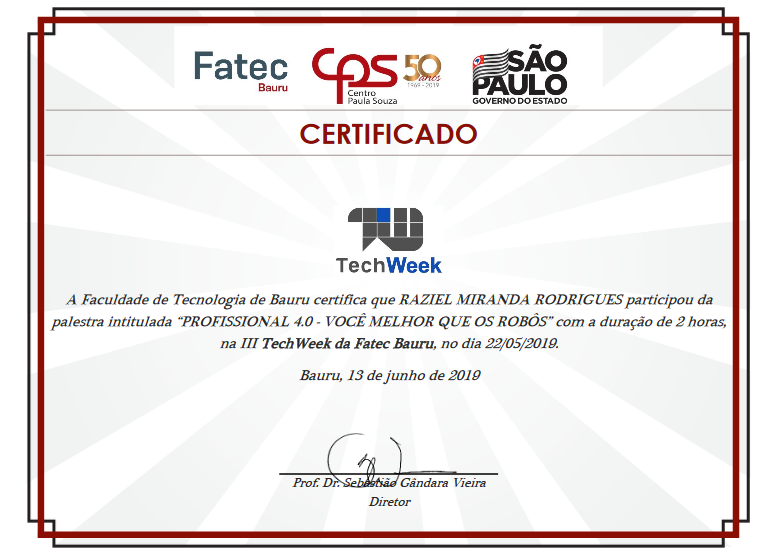 Fatec
Bauru
CPS 50 anos
1969 - 2019
Centro
Paula Souza
SÃO
PAULO
GOVERNO DO ESTADO
CERTIFICADO
TW
TechWeek
A Faculdade de Tecnologia de Bauru certifica que RAZIEL MIRANDA RODRIGUES participou da
palestra intitulada “PROFISSIONAL 4.0 - VOCÊ MELHOR QUE OS ROBÔS” com a duração de 2 horas,
na III TechWeek da Fatec Bauru, no dia 22/05/2019.
Bauru, 13 de junho de 2019
Prof. Dr. Sebastião Gândara Vieira
Diretor